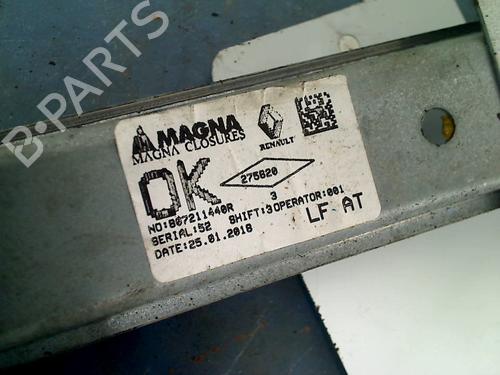 B-PARTS
MAGNA
MAGNA CLOSURES
RENAULT
OK
275620
3
NO:807211440R
SERIAL:52 SHIFT:3 OPERATOR:001
DATE:25.01.2018
LF AT